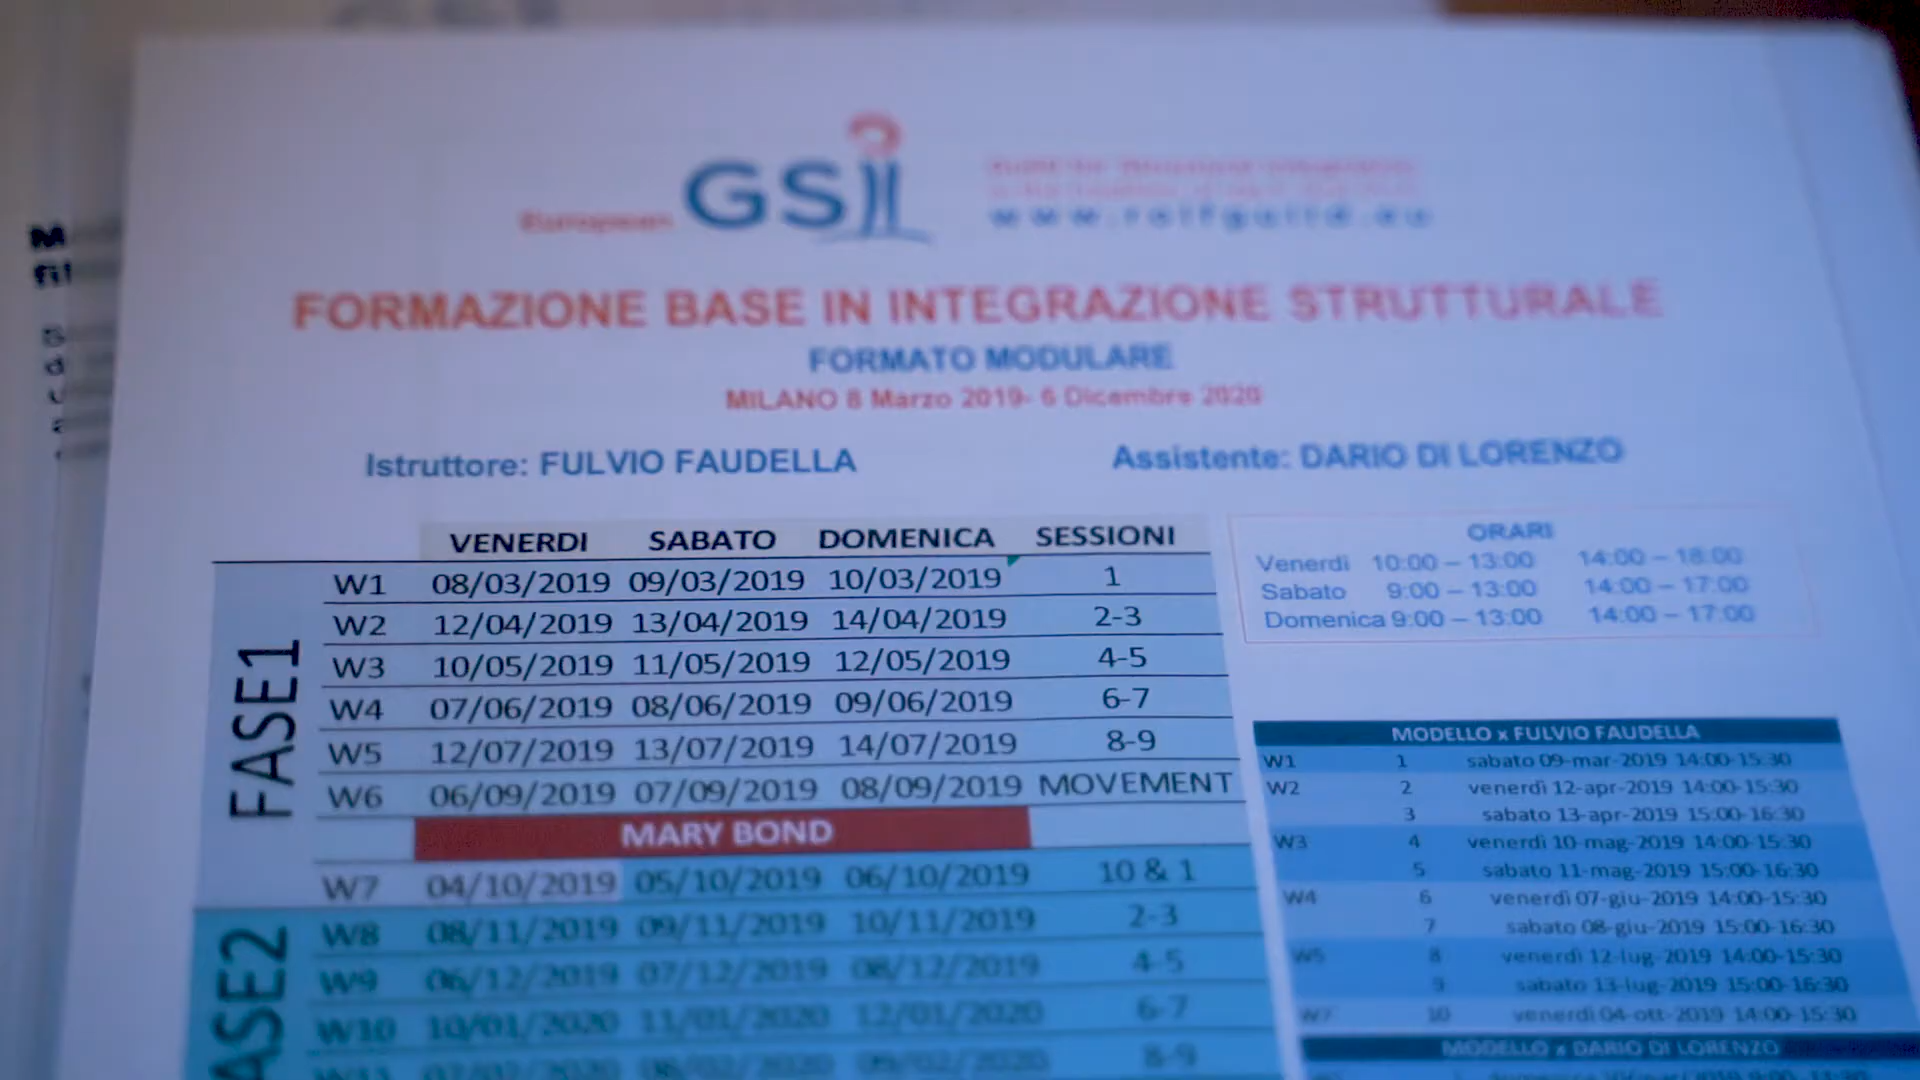 European GSI
www.rolfguild.eu
FORMAZIONE BASE IN INTEGRAZIONE STRUTTURALE
FORMATO MODULARE
MILANO 8 Marzo 2019- 6 Dicembre 2020
Istruttore: FULVIO FAUDELLA
Assistente: DARIO DI LORENZO
VENERDI SABATO DOMENICA SESSIONI
FASE1
W1 08/03/2019 09/03/2019 10/03/2019 1
W2 12/04/2019 13/04/2019 14/04/2019 2-3
W3 10/05/2019 11/05/2019 12/05/2019 4-5
W4 07/06/2019 08/06/2019 09/06/2019 6-7
W5 12/07/2019 13/07/2019 14/07/2019 8-9
W6 06/09/2019 07/09/2019 08/09/2019 MOVEMENT
MARY BOND
W7 04/10/2019 05/10/2019 06/10/2019 10 & 1
ASE2
W8 08/11/2019 09/11/2019 10/11/2019 2-3
W9 06/12/2019 07/12/2019 08/12/2019 4-5
W10 10/01/2020 11/01/2020 12/01/2020 6-7
8-9
ORARI
Venerdì 10:00 – 13:00 14:00 – 18:00
Sabato 9:00 – 13:00 14:00 – 17:00
Domenica 9:00 – 13:00 14:00 – 17:00
MODELLO x FULVIO FAUDELLA
W1 1 sabato 09-mar-2019 14:00-15:30
W2 2 venerdì 12-apr-2019 14:00-15:30
3 sabato 13-apr-2019 15:00-16:30
W3 4 venerdì 10-mag-2019 14:00-15:30
5 sabato 11-mag-2019 15:00-16:30
W4 6 venerdì 07-giu-2019 14:00-15:30
7 sabato 08-giu-2019 15:00-16:30
W5 8 venerdì 12-lug-2019 14:00-15:30
9 sabato 13-lug-2019 15:00-16:30
W7 10 venerdì 04-ott-2019 14:00-15:30
MODELLO x DARIO DI LORENZO